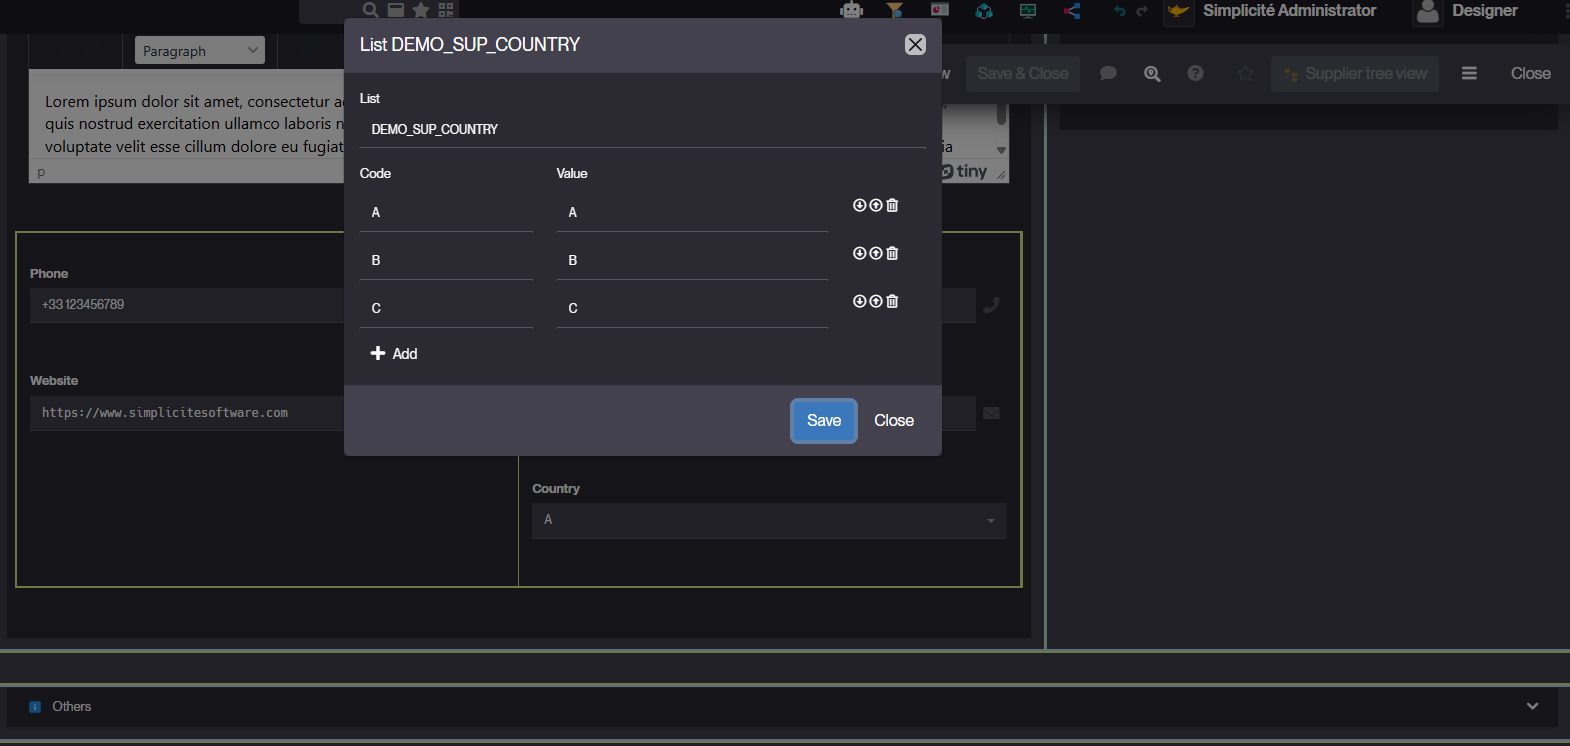 Simplicité Administrator
Designer
List DEMO_SUP_COUNTRY
Paragraph
w
Save & Close
Supplier tree view
Close
Lorem ipsum dolor sit amet, consectetur a
quis nostrud exercitation ullamco laboris n
voluptate velit esse cillum dolore eu fugiat
ia
p
tiny
List
DEMO_SUP_COUNTRY
Code
Value
A
A
B
B
C
C
Add
Save
Close
Phone
+33 123456789
Website
https://www.simplicitesoftware.com
Country
A
Others